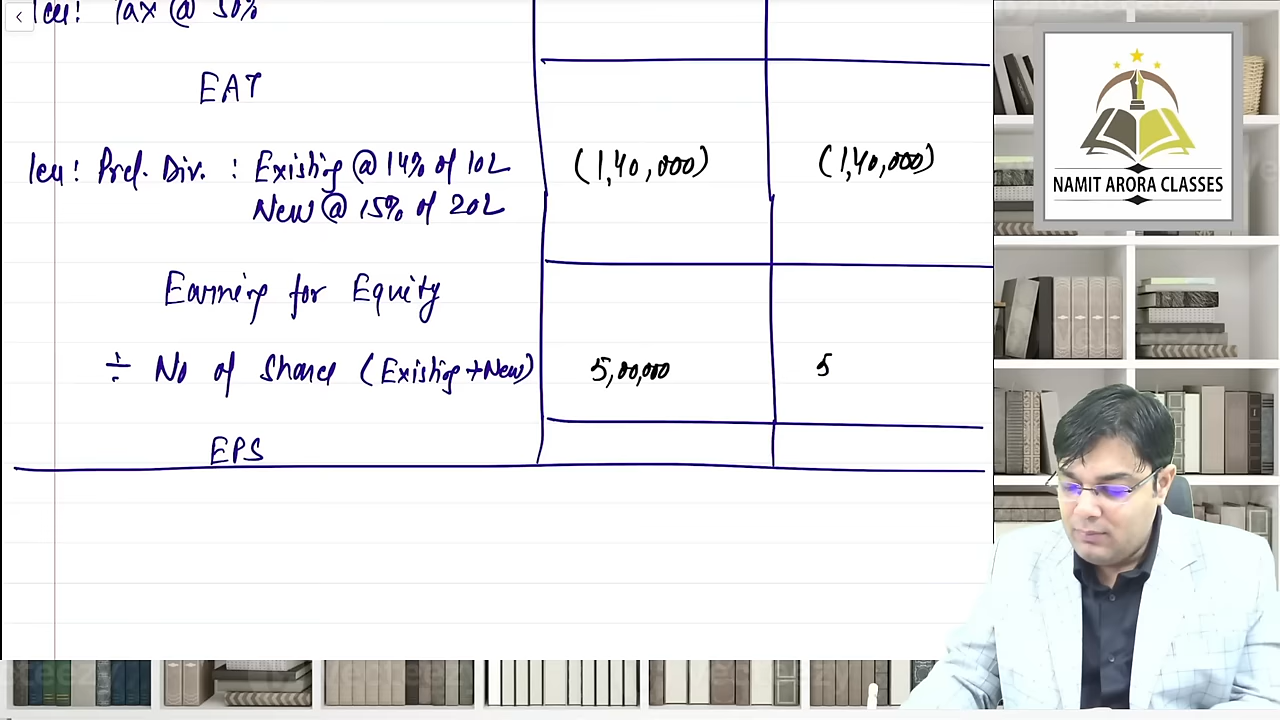 less: Tax @ 50%
EAT
less: Pref. Div. : Existing @ 14% of 10L (1,40,000) (1,40,000)
New @ 15% of 20L
Earning for Equity
÷ No of Shares (Existing + New) 5,00,000 5
EPS
NAMIT ARORA CLASSES